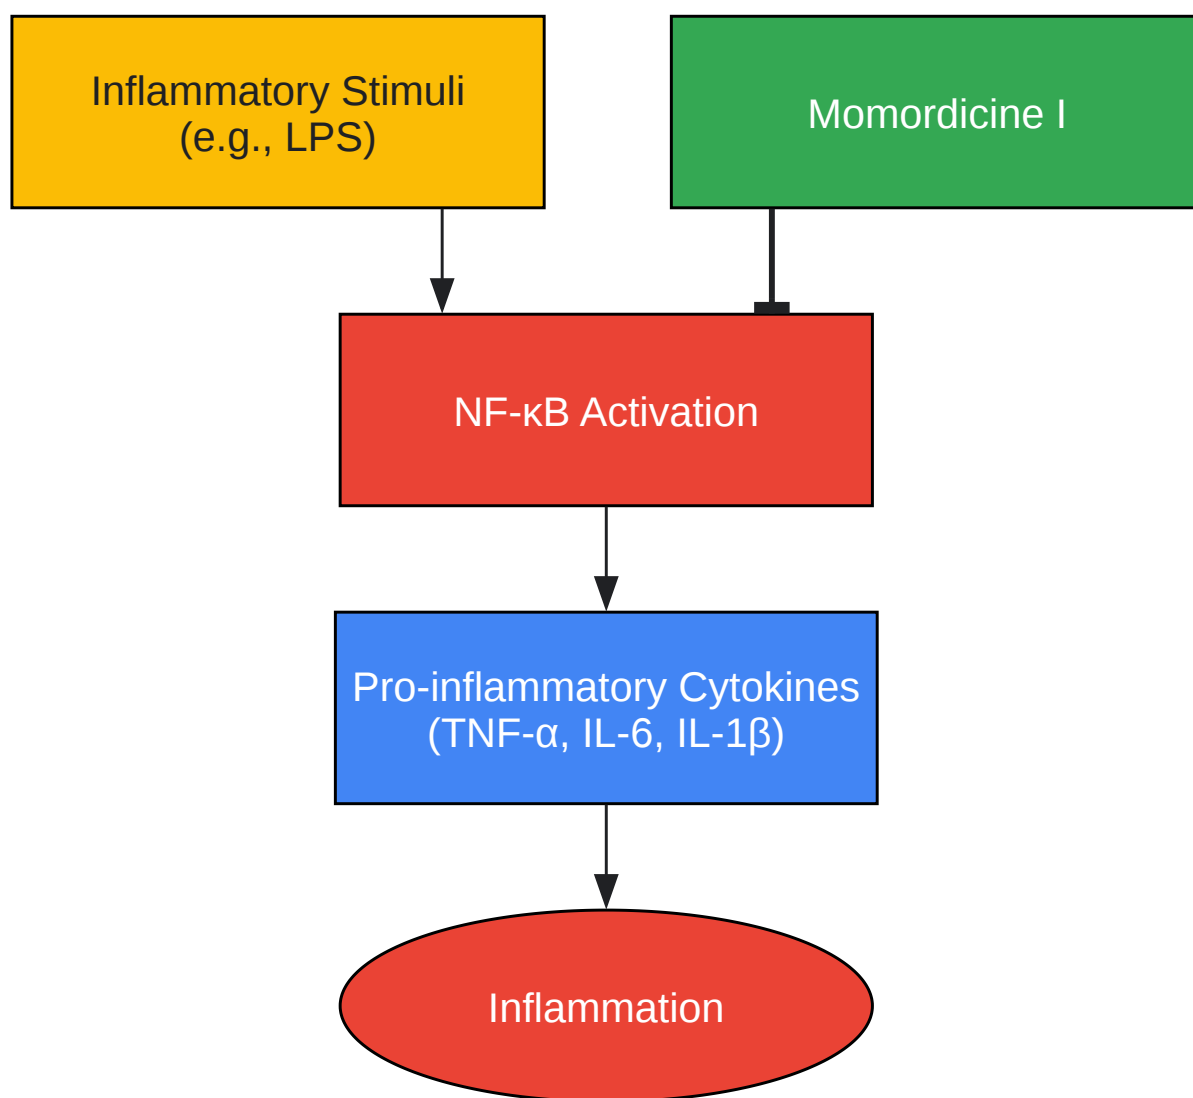 Inflammatory Stimuli
(e.g., LPS)
Momordicine I
NF-κB Activation
Pro-inflammatory Cytokines
(TNF-α, IL-6, IL-1β)
Inflammation